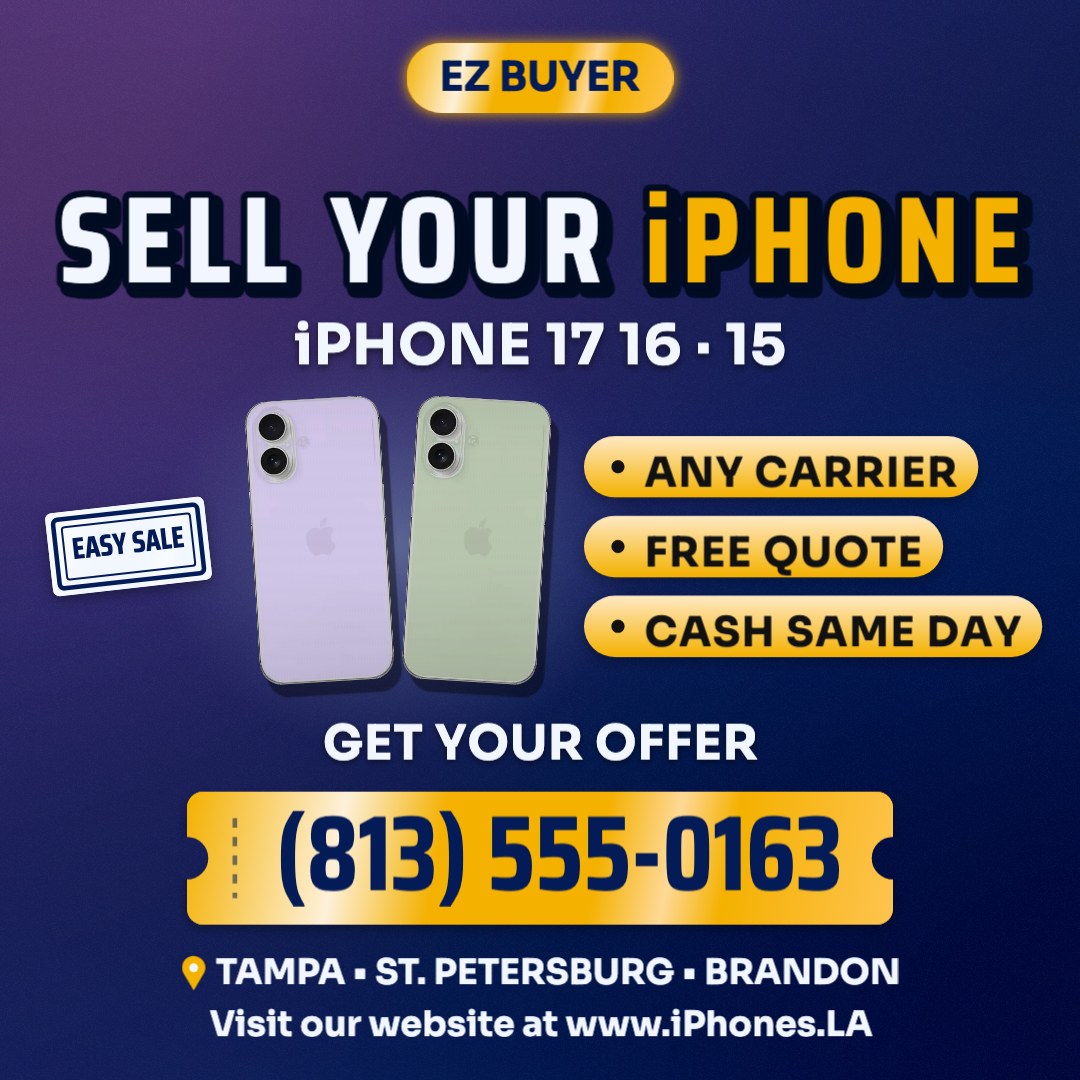 EZ BUYER
SELL YOUR iPHONE
iPHONE 17 16 · 15
EASY SALE
• ANY CARRIER
• FREE QUOTE
• CASH SAME DAY
GET YOUR OFFER
(813) 555-0163
TAMPA ▪ ST. PETERSBURG ▪ BRANDON
Visit our website at www.iPhones.LA